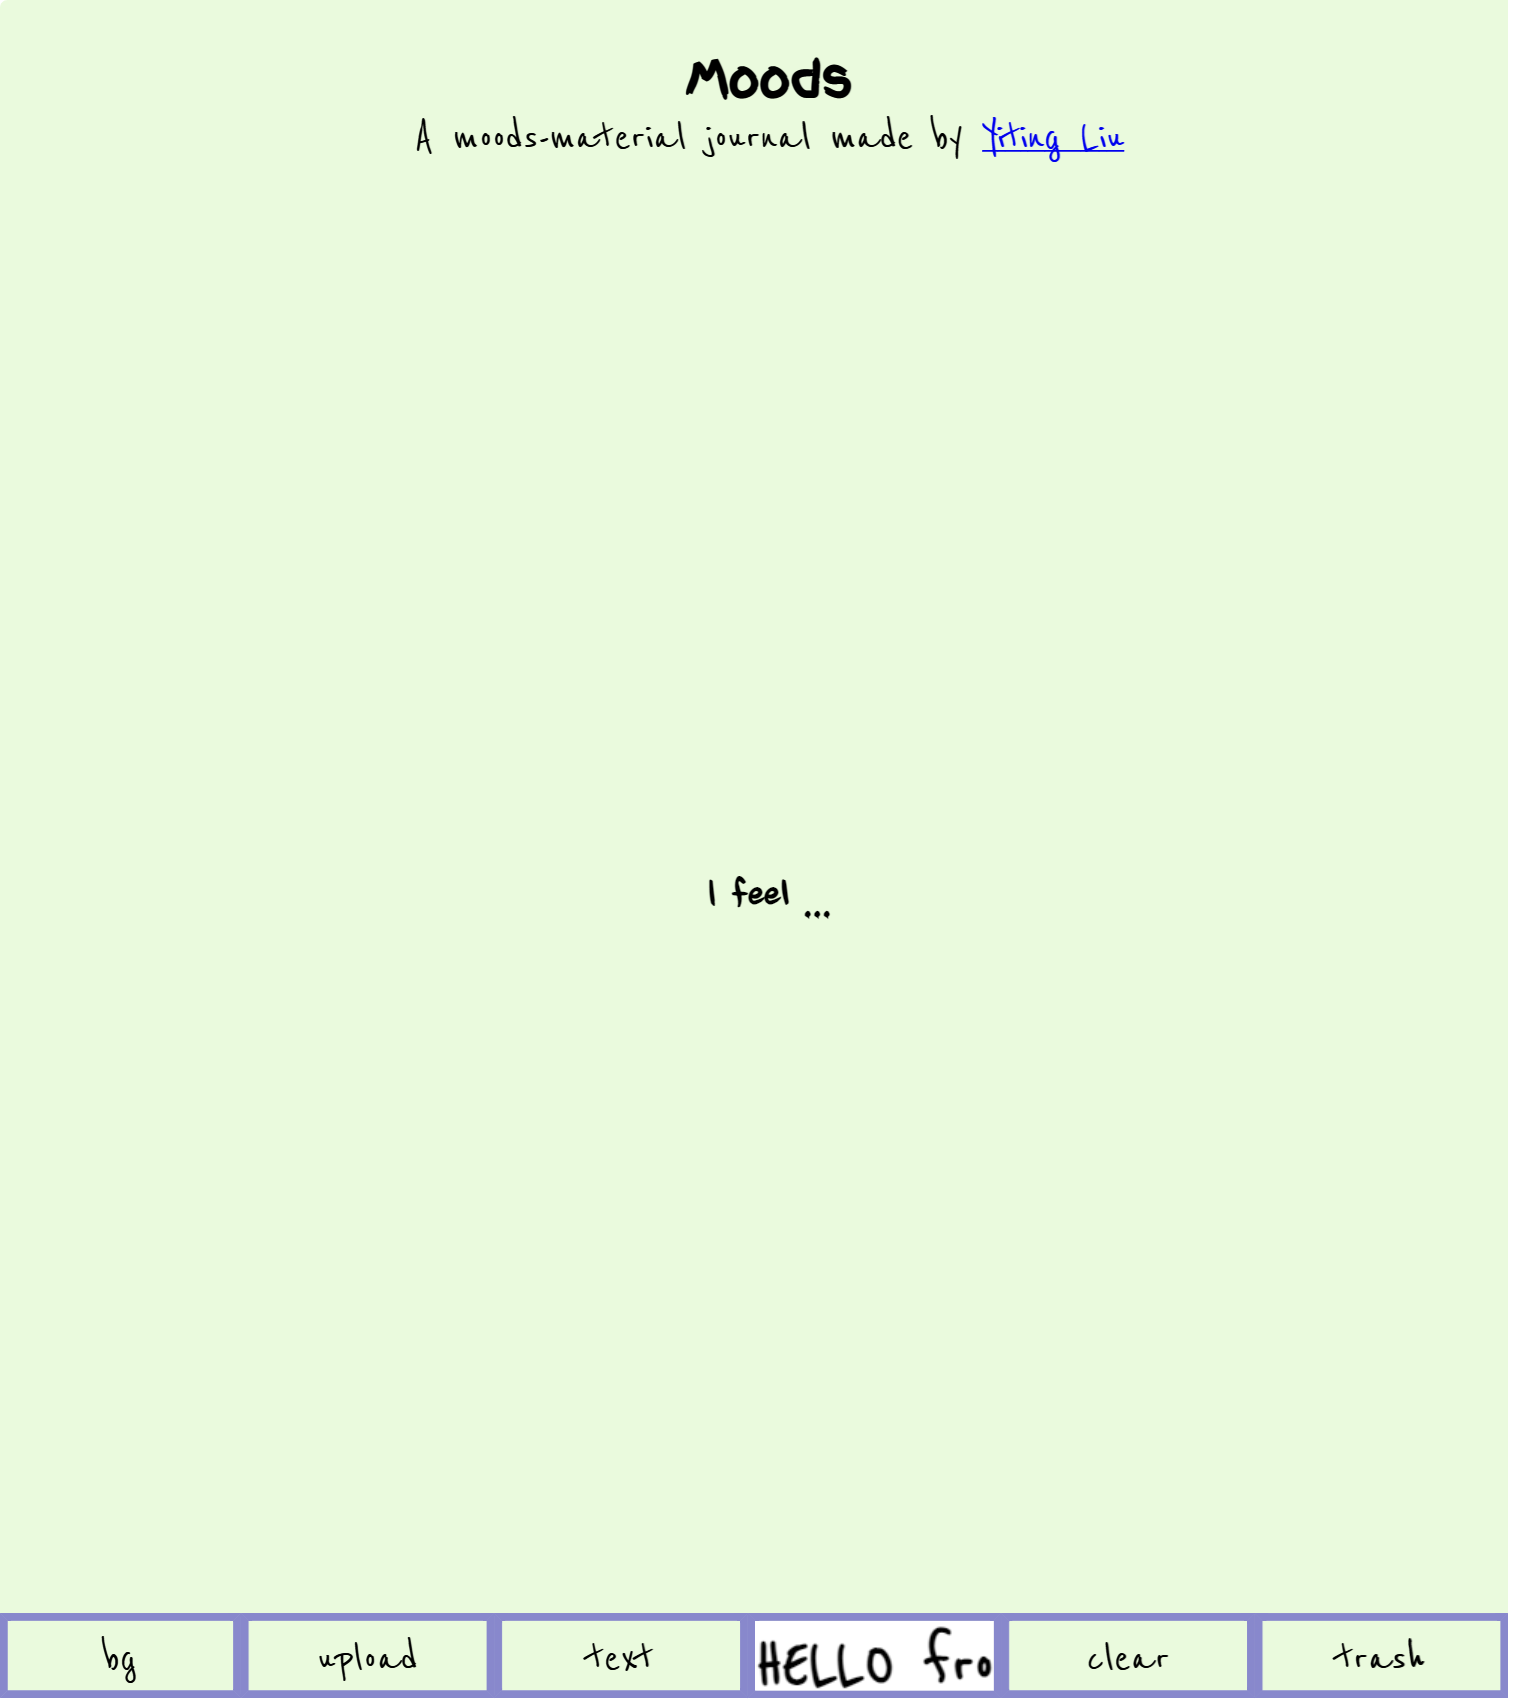 Moods
A moods-material journal made by Yiting Liu
I feel ...
bg upload text HELLO fro clear trash